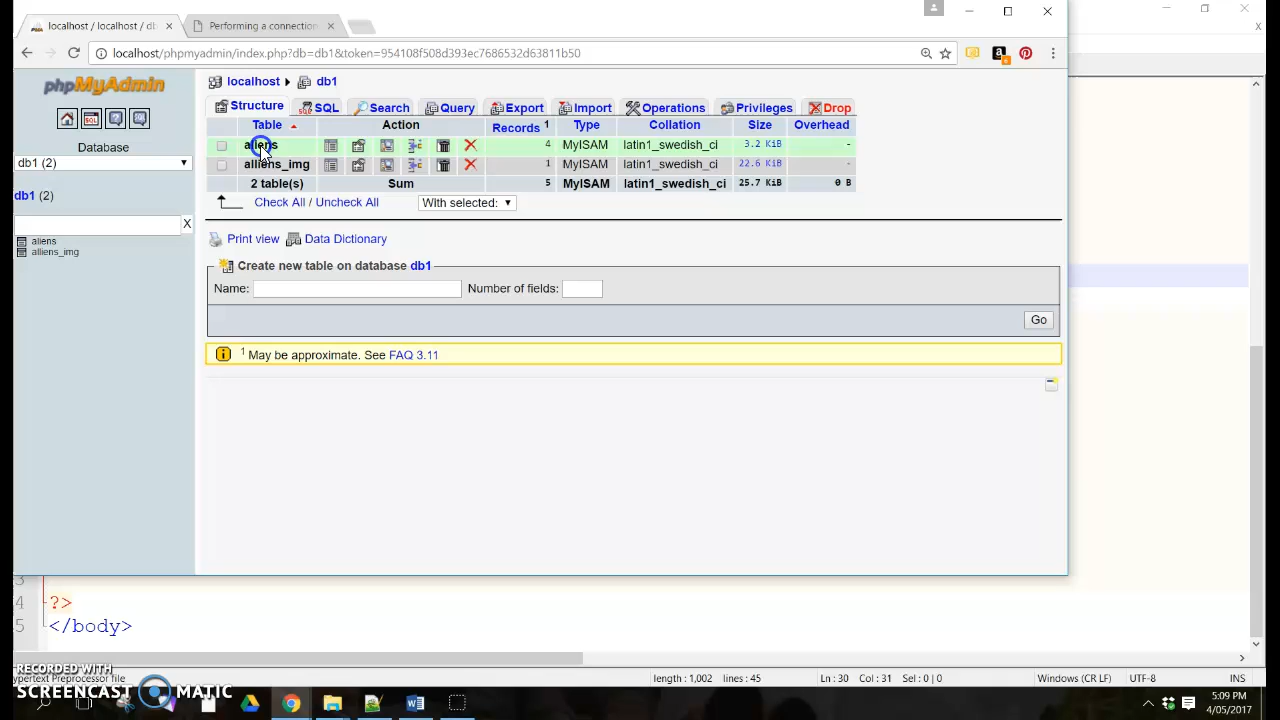 localhost / localhost / db
Performing a connection
localhost/phpmyadmin/index.php?db=db1&token=954108f508d393ec7686532d63811b50
phpMyAdmin
localhost ▶ db1
Structure SQL Search Query Export Import Operations Privileges Drop
Table Action Records 1 Type Collation Size Overhead
aliens 4 MyISAM latin1_swedish_ci 3.2 KiB -
alliens_img 1 MyISAM latin1_swedish_ci 22.6 KiB -
2 table(s) Sum 5 MyISAM latin1_swedish_ci 25.7 KiB 0 B
Check All / Uncheck All With selected:
Database
db1 (2)
db1 (2)
X
aliens
alliens_img
Print view Data Dictionary
Create new table on database db1
Name: Number of fields:
Go
1 May be approximate. See FAQ 3.11
3
4 ?>
5 </body>
RECORDED WITH
SCREENCAST MATIC
ypertext Preprocessor file length : 1,002 lines : 45 Ln : 30 Col : 31 Sel : 0 | 0 Windows (CR LF) UTF-8 INS
5:09 PM
4/05/2017